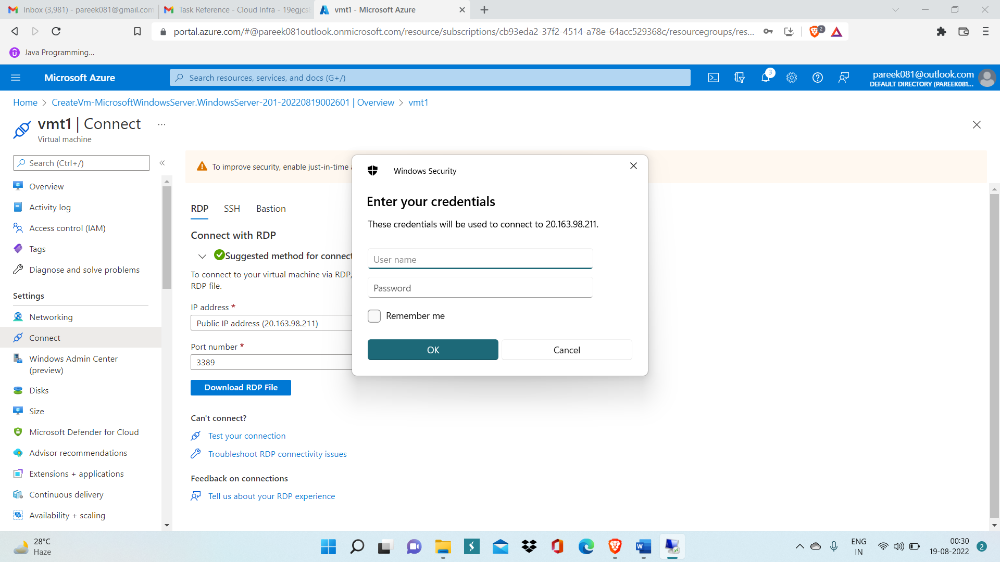 Inbox (3,981) - pareek081@gmail.com
Task Reference - Cloud Infra - 19egjcs
vmt1 - Microsoft Azure
portal.azure.com/#@pareek081outlook.onmicrosoft.com/resource/subscriptions/cb93eda2-37f2-4514-a78e-64acc529368c/resourcegroups/res...
2
Java Programming...
Microsoft Azure
Search resources, services, and docs (G+/)
3
pareek081@outlook.com
DEFAULT DIRECTORY (PAREEK081...
Home > CreateVm-MicrosoftWindowsServer.WindowsServer-201-20220819002601 | Overview > vmt1
vmt1 | Connect ...
Virtual machine
Search (Ctrl+/)
Overview
Activity log
Access control (IAM)
Tags
Diagnose and solve problems
Settings
Networking
Connect
Windows Admin Center
(preview)
Disks
Size
Microsoft Defender for Cloud
Advisor recommendations
Extensions + applications
Continuous delivery
Availability + scaling
To improve security, enable just-in-time
RDP
SSH
Bastion
Connect with RDP
Suggested method for connect
To connect to your virtual machine via RDP,
RDP file.
IP address *
Public IP address (20.163.98.211)
Port number *
3389
Download RDP File
Can't connect?
Test your connection
Troubleshoot RDP connectivity issues
Feedback on connections
Tell us about your RDP experience
Windows Security
Enter your credentials
These credentials will be used to connect to 20.163.98.211.
User name
Password
Remember me
OK
Cancel
28°C
Haze
ENG
IN
00:30
19-08-2022
2